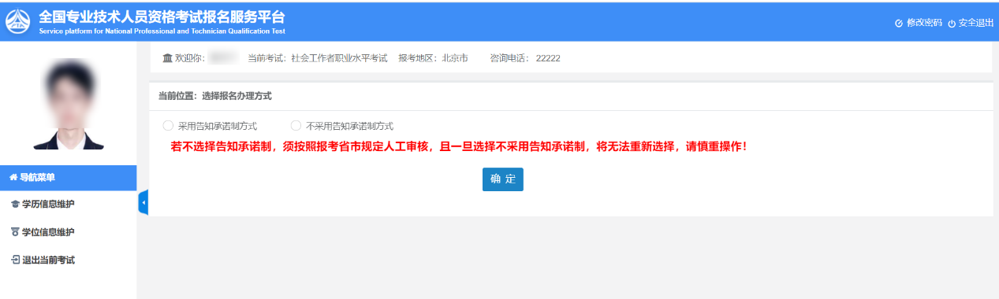 全国专业技术人员资格考试报名服务平台
Service platform for National Professional and Technician Qualification Test
修改密码 安全退出
欢迎你： 当前考试：社会工作者职业水平考试 报考地区：北京市 咨询电话： 22222
当前位置：选择报名办理方式
采用告知承诺制方式 不采用告知承诺制方式
若不选择告知承诺制，须按照报考省市规定人工审核，且一旦选择不采用告知承诺制，将无法重新选择，请慎重操作！
确 定
导航菜单
学历信息维护
学位信息维护
退出当前考试